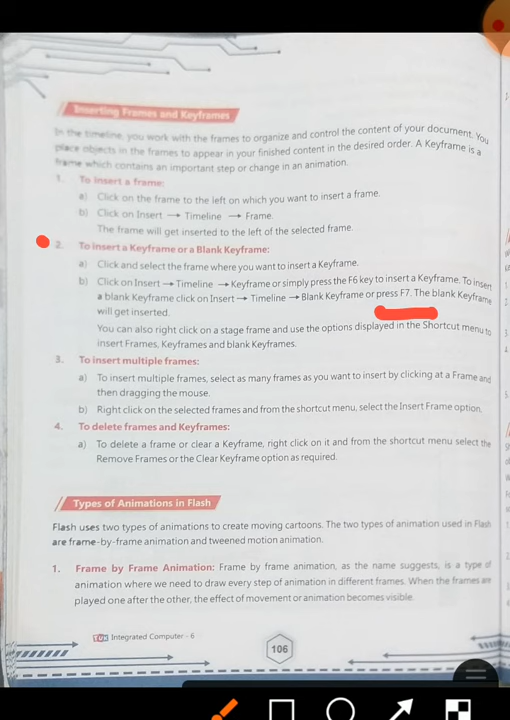 Inserting Frames and Keyframes
In the timeline, you work with the frames to organize and control the content of your document. You
place objects in the frames to appear in your finished content in the desired order. A Keyframe is a
frame which contains an important step or change in an animation.
1. To insert a frame:
a) Click on the frame to the left on which you want to insert a frame.
b) Click on Insert → Timeline → Frame.
The frame will get inserted to the left of the selected frame.
2. To insert a Keyframe or a Blank Keyframe:
a) Click and select the frame where you want to insert a Keyframe.
b) Click on Insert → Timeline → Keyframe or simply press the F6 key to insert a Keyframe. To insert
a blank Keyframe click on Insert → Timeline → Blank Keyframe or press F7. The blank Keyframe
will get inserted.
You can also right click on a stage frame and use the options displayed in the Shortcut menu to
insert Frames, Keyframes and blank Keyframes.
3. To insert multiple frames:
a) To insert multiple frames, select as many frames as you want to insert by clicking at a Frame and
then dragging the mouse.
b) Right click on the selected frames and from the shortcut menu, select the Insert Frame option.
4. To delete frames and Keyframes:
a) To delete a frame or clear a Keyframe, right click on it and from the shortcut menu select the
Remove Frames or the Clear Keyframe option as required.
Types of Animations in Flash
Flash uses two types of animations to create moving cartoons. The two types of animation used in Flash
are frame-by-frame animation and tweened motion animation.
1. Frame by Frame Animation: Frame by frame animation, as the name suggests, is a type of
animation where we need to draw every step of animation in different frames. When the frames are
played one after the other, the effect of movement or animation becomes visible.
Integrated Computer - 6
106